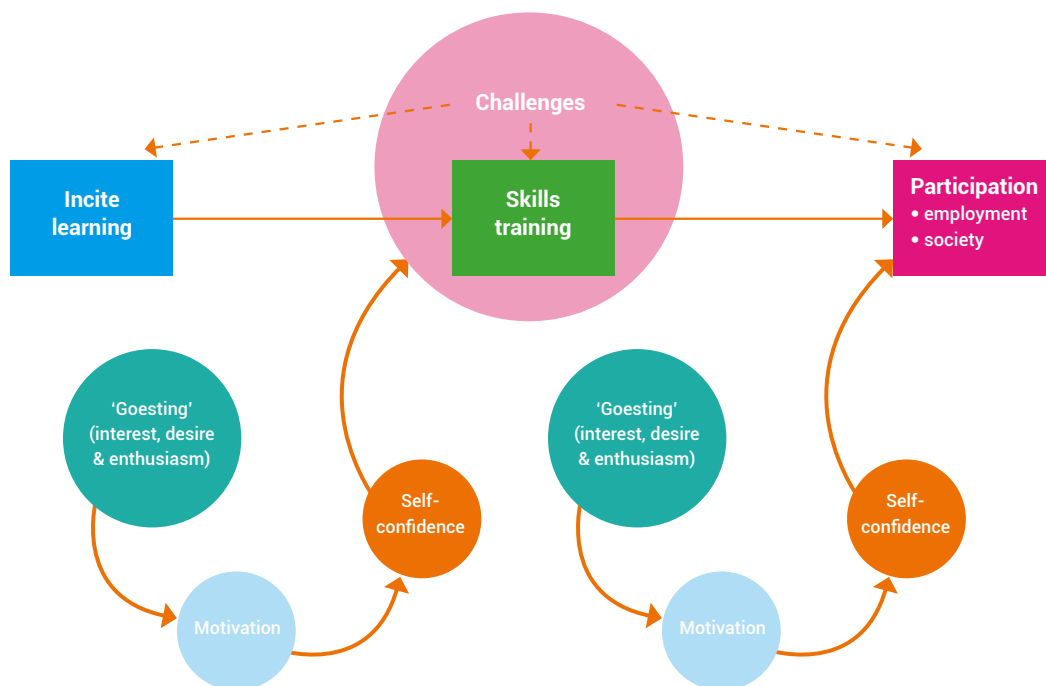 Challenges
Incite
learning
Skills
training
Participation
• employment
• society
‘Goesting’
(interest, desire
& enthusiasm)
Self-
confidence
Motivation
‘Goesting’
(interest, desire
& enthusiasm)
Self-
confidence
Motivation